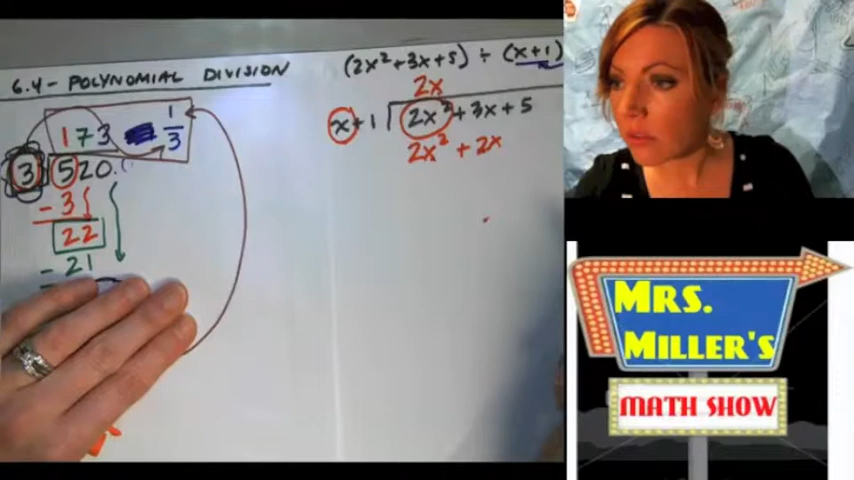 6.4 - POLYNOMIAL DIVISION
173 1/3
3 520.
- 3
22
- 21
(2x² + 3x + 5) ÷ (x+1)
2x
x+1 2x² + 3x + 5
2x² + 2x
MRS.
MILLER'S
MATH SHOW